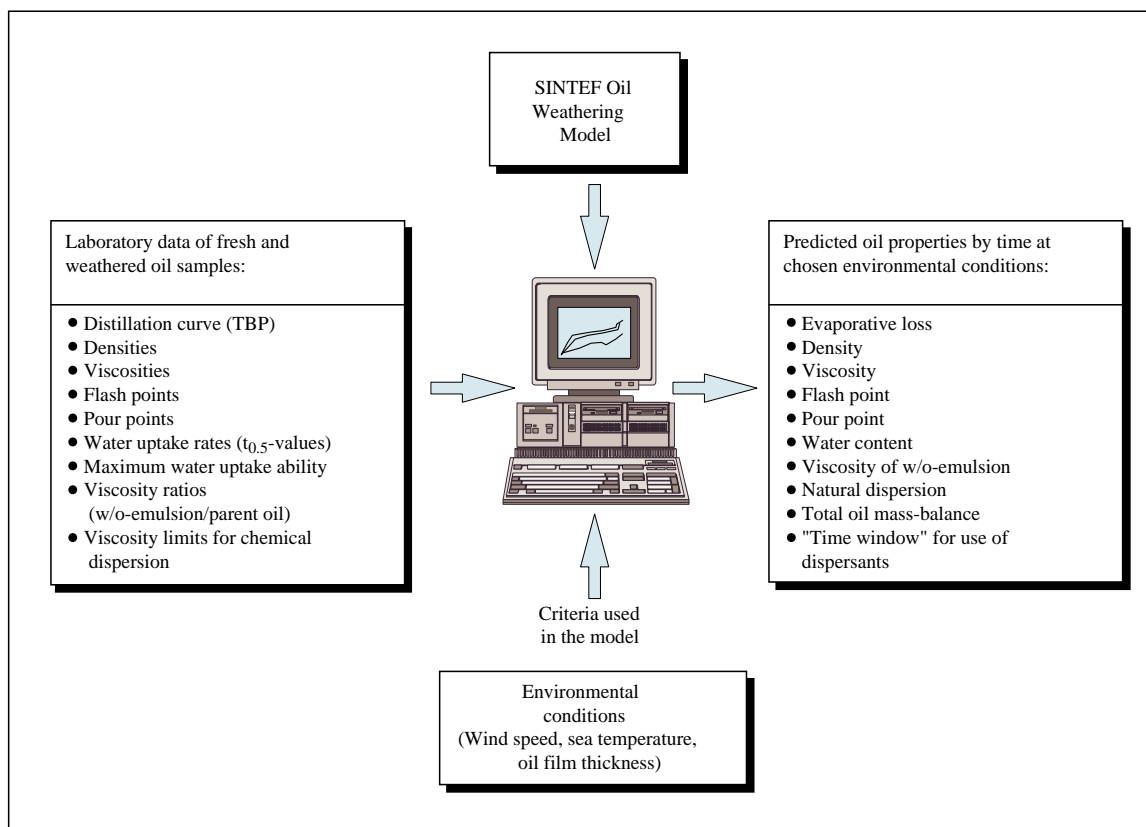 SINTEF Oil
Weathering
Model
Laboratory data of fresh and
weathered oil samples:
● Distillation curve (TBP)
● Densities
● Viscosities
● Flash points
● Pour points
● Water uptake rates (t0.5-values)
● Maximum water uptake ability
● Viscosity ratios
(w/o-emulsion/parent oil)
● Viscosity limits for chemical
dispersion
Predicted oil properties by time at
chosen environmental conditions:
● Evaporative loss
● Density
● Viscosity
● Flash point
● Pour point
● Water content
● Viscosity of w/o-emulsion
● Natural dispersion
● Total oil mass-balance
● "Time window" for use of
dispersants
Criteria used
in the model
Environmental
conditions
(Wind speed, sea temperature,
oil film thickness)